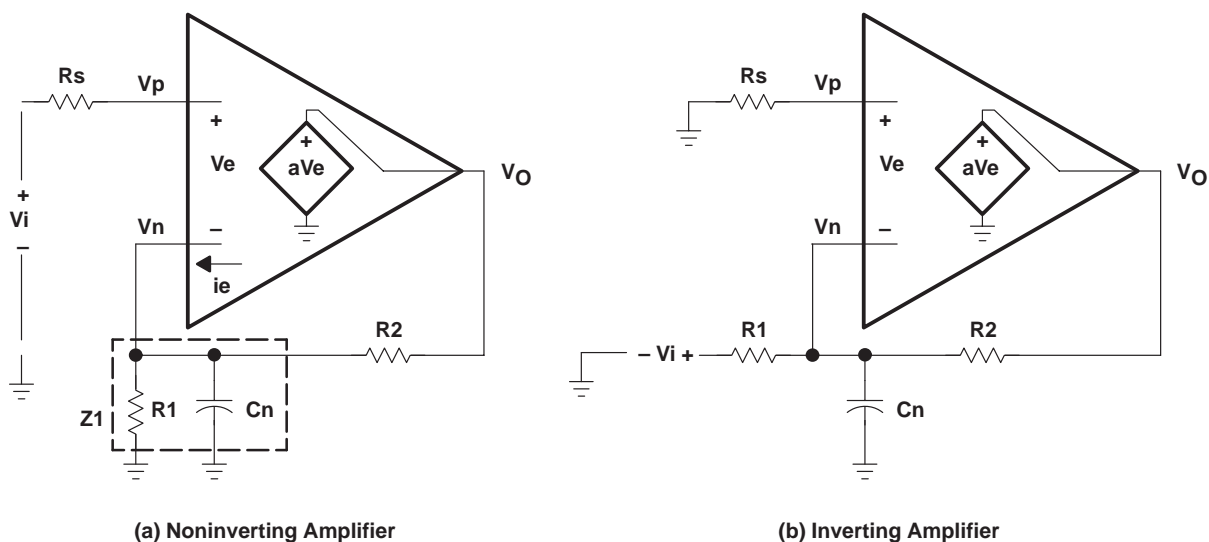 Rs
Vp
+
Ve
+
aVe
VO
+
Vi
–
Vn
–
ie
R2
Z1
R1
Cn
(a) Noninverting Amplifier
Rs
Vp
+
Ve
+
aVe
VO
Vn
–
R1
R2
– Vi +
Cn
(b) Inverting Amplifier